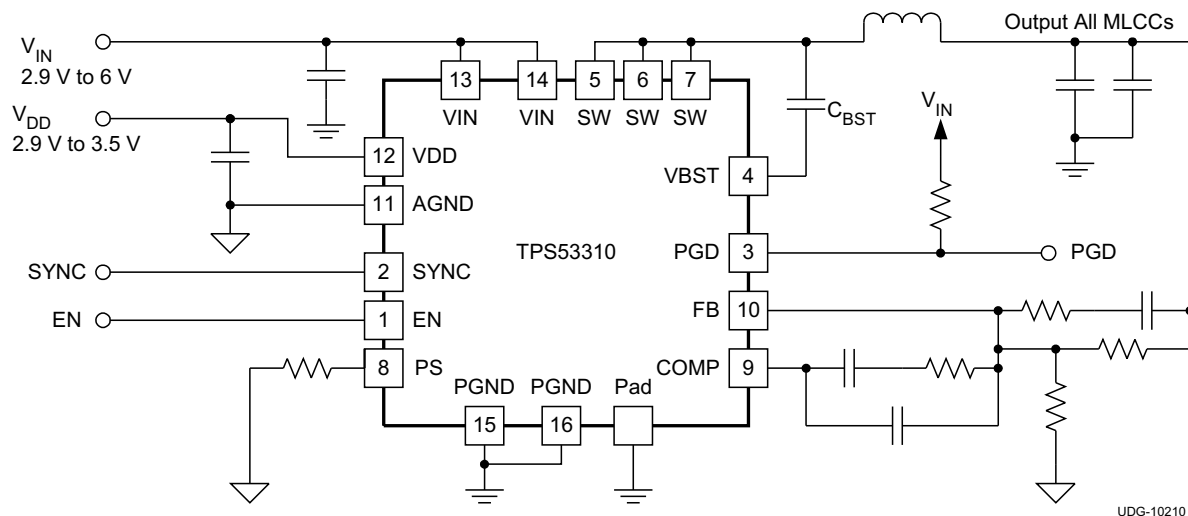 Output All MLCCs
V_IN
2.9 V to 6 V
13
14
5
6
7
VIN
VIN
SW
SW
SW
C_BST
V_IN
V_DD
2.9 V to 3.5 V
12
VDD
VBST
4
11
AGND
TPS53310
PGD
3
PGD
SYNC
2
SYNC
FB
10
EN
1
EN
8
PS
COMP
9
PGND
PGND
Pad
15
16
UDG-10210